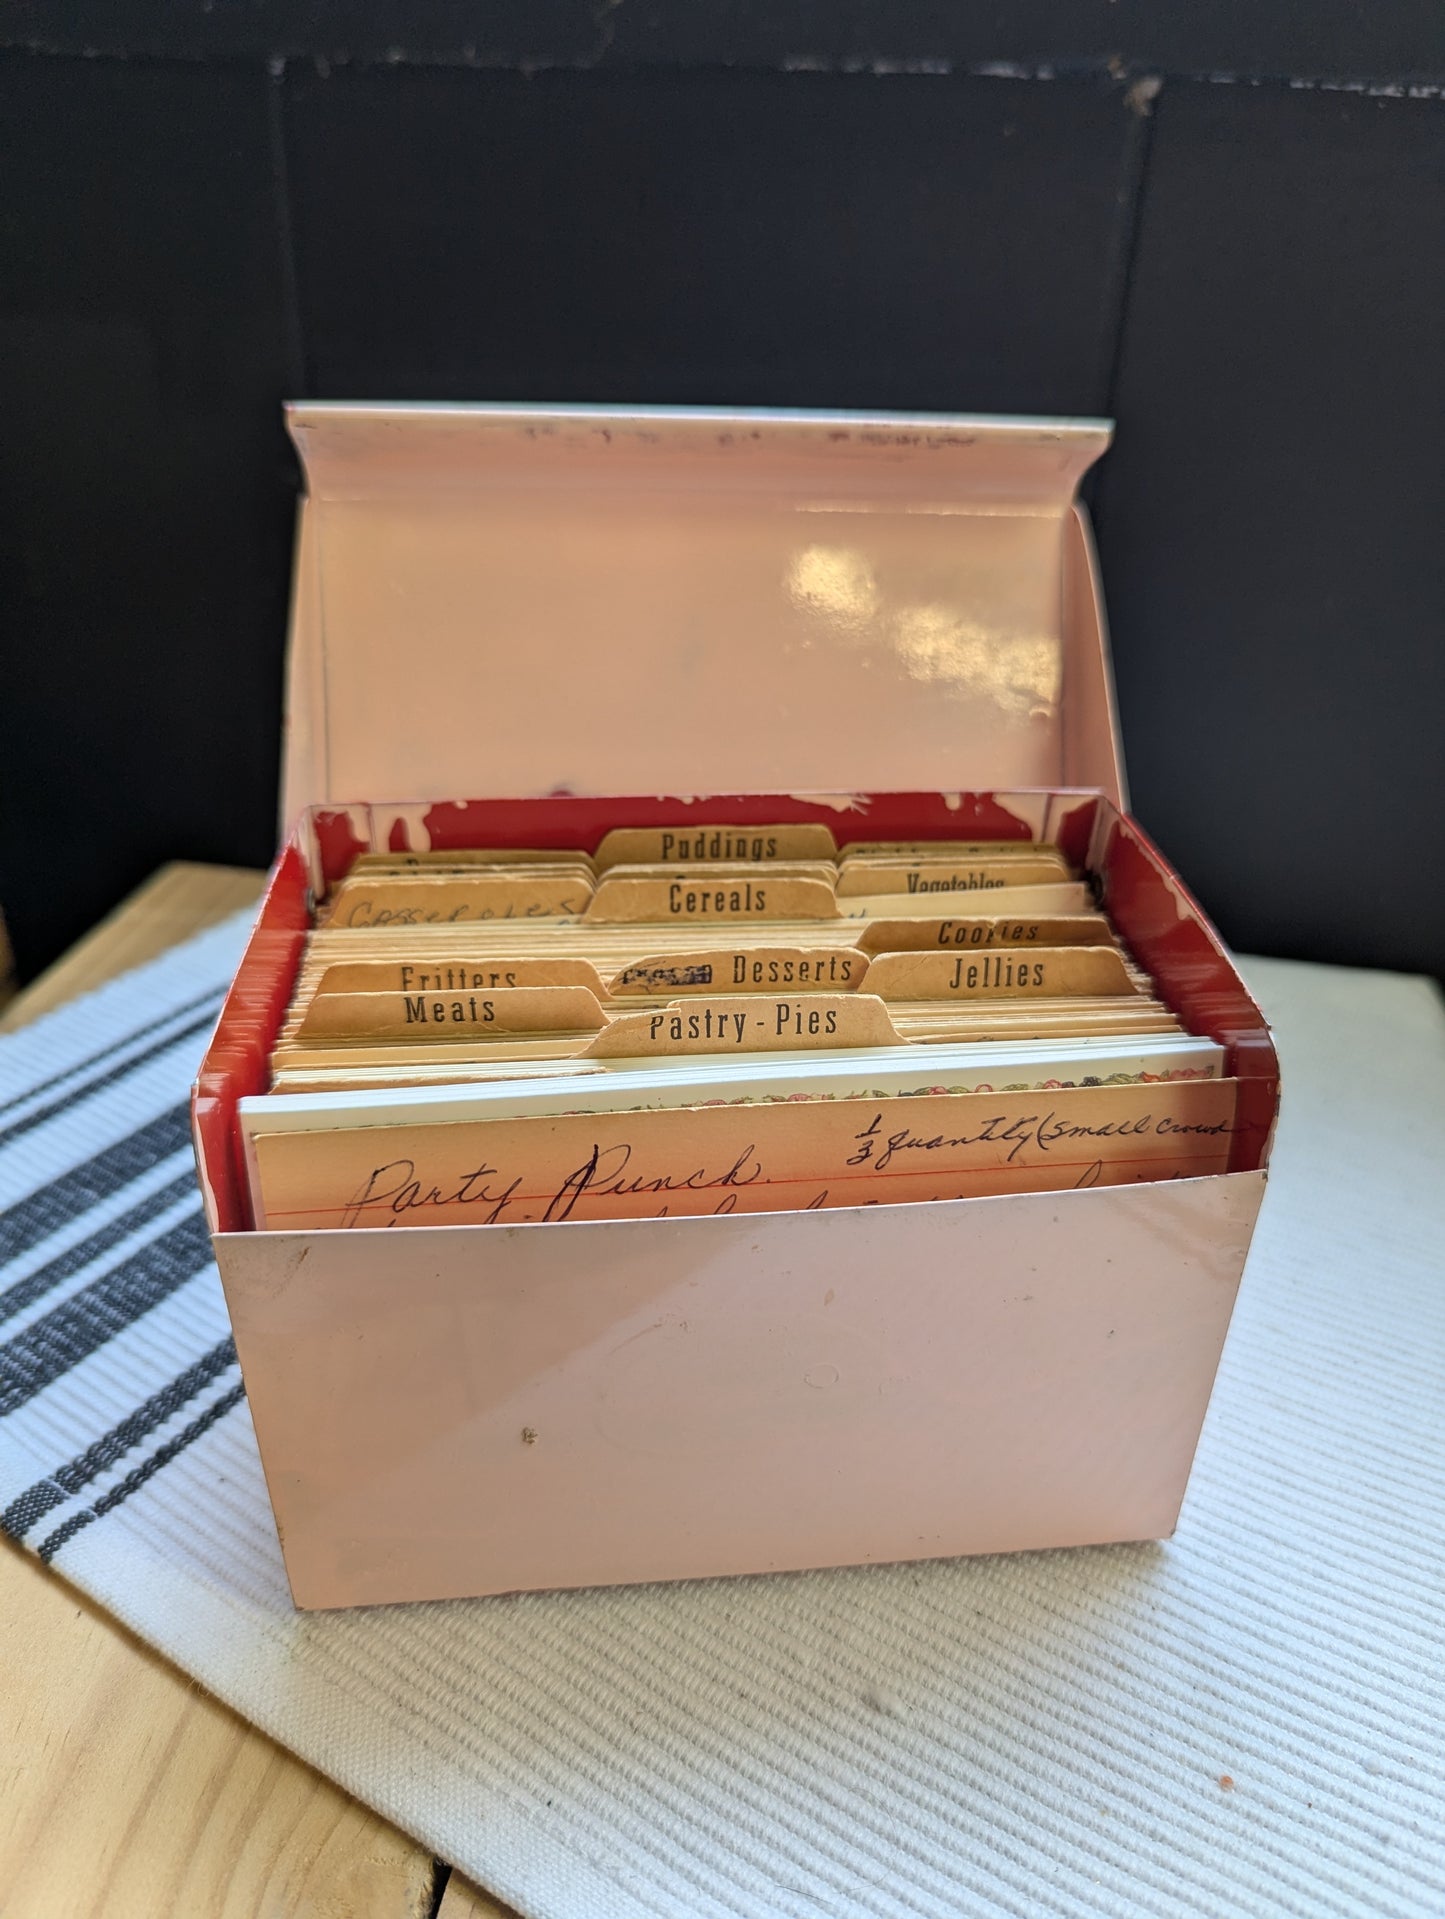 Puddings
Vegetables
Cereals
Casseroles
Cookies
Fritters
Desserts
Jellies
Meats
Pastry - Pies
Party Punch. 1/3 quantity (small crowd